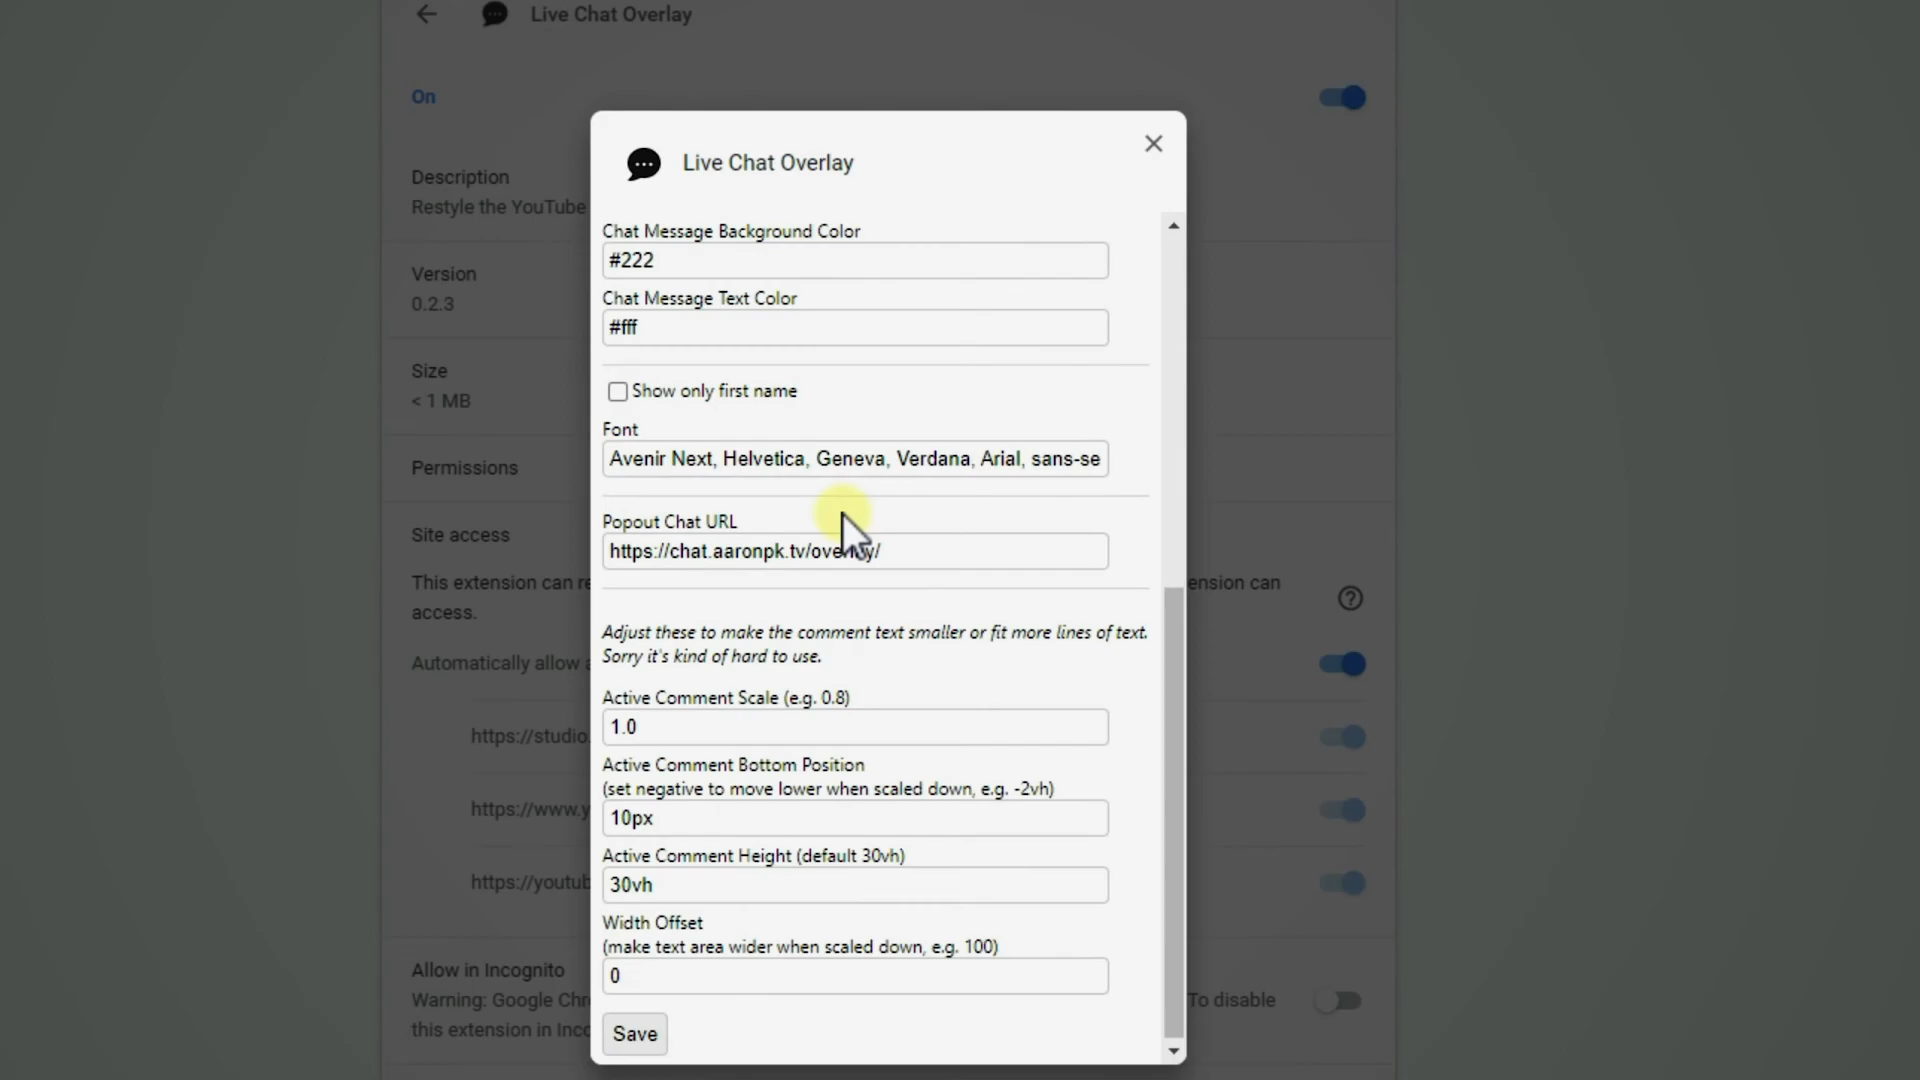 Live Chat Overlay
On
Description
Restyle the YouTube
Version
0.2.3
Size
< 1 MB
Permissions
Site access
This extension can
ension can
access.
Automatically allow
https://studio.
https://www.y
https://youtub
Allow in Incognito
Warning: Google Chr
To disable
this extension in Inco
Live Chat Overlay
Chat Message Background Color
#222
Chat Message Text Color
#fff
Show only first name
Font
Avenir Next, Helvetica, Geneva, Verdana, Arial, sans-se
Popout Chat URL
https://chat.aaronpk.tv/overlay/
Adjust these to make the comment text smaller or fit more lines of text.
Sorry it's kind of hard to use.
Active Comment Scale (e.g. 0.8)
1.0
Active Comment Bottom Position
(set negative to move lower when scaled down, e.g. -2vh)
10px
Active Comment Height (default 30vh)
30vh
Width Offset
(make text area wider when scaled down, e.g. 100)
0
Save